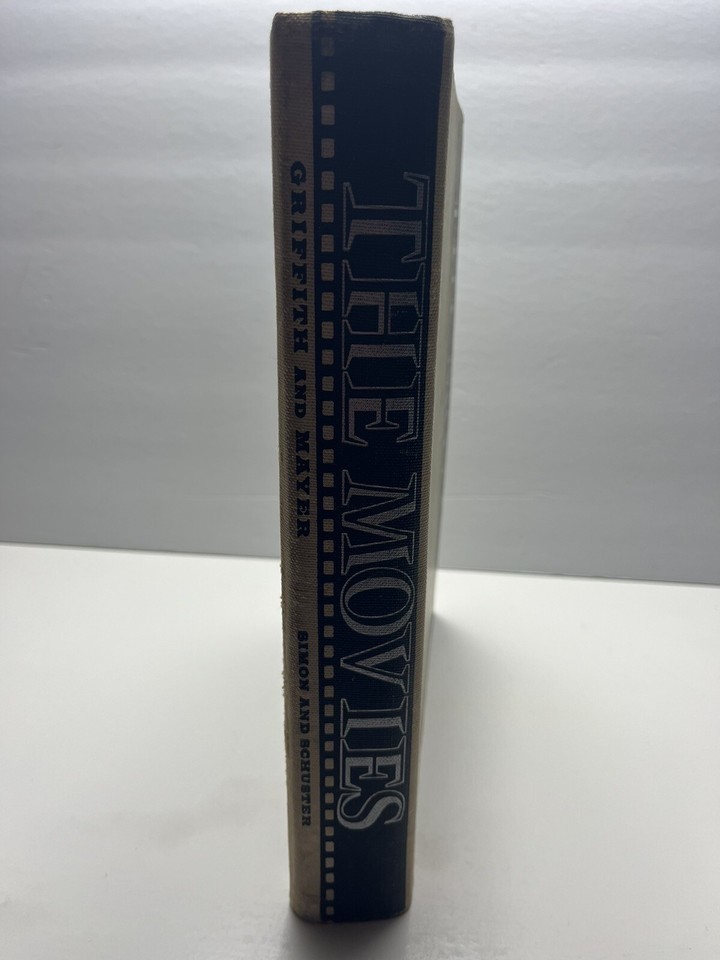 THE MOVIES
GRIFFITH AND MAYER
SIMON AND SCHUSTER